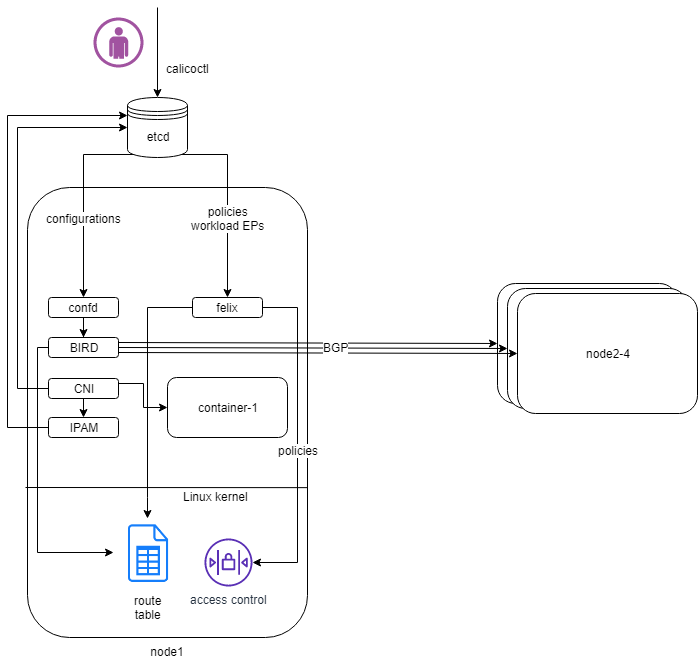 calicoctl
etcd
configurations
policies
workload EPs
confd
felix
BIRD
BGP
node2-4
CNI
container-1
IPAM
policies
Linux kernel
route
table
access control
node1